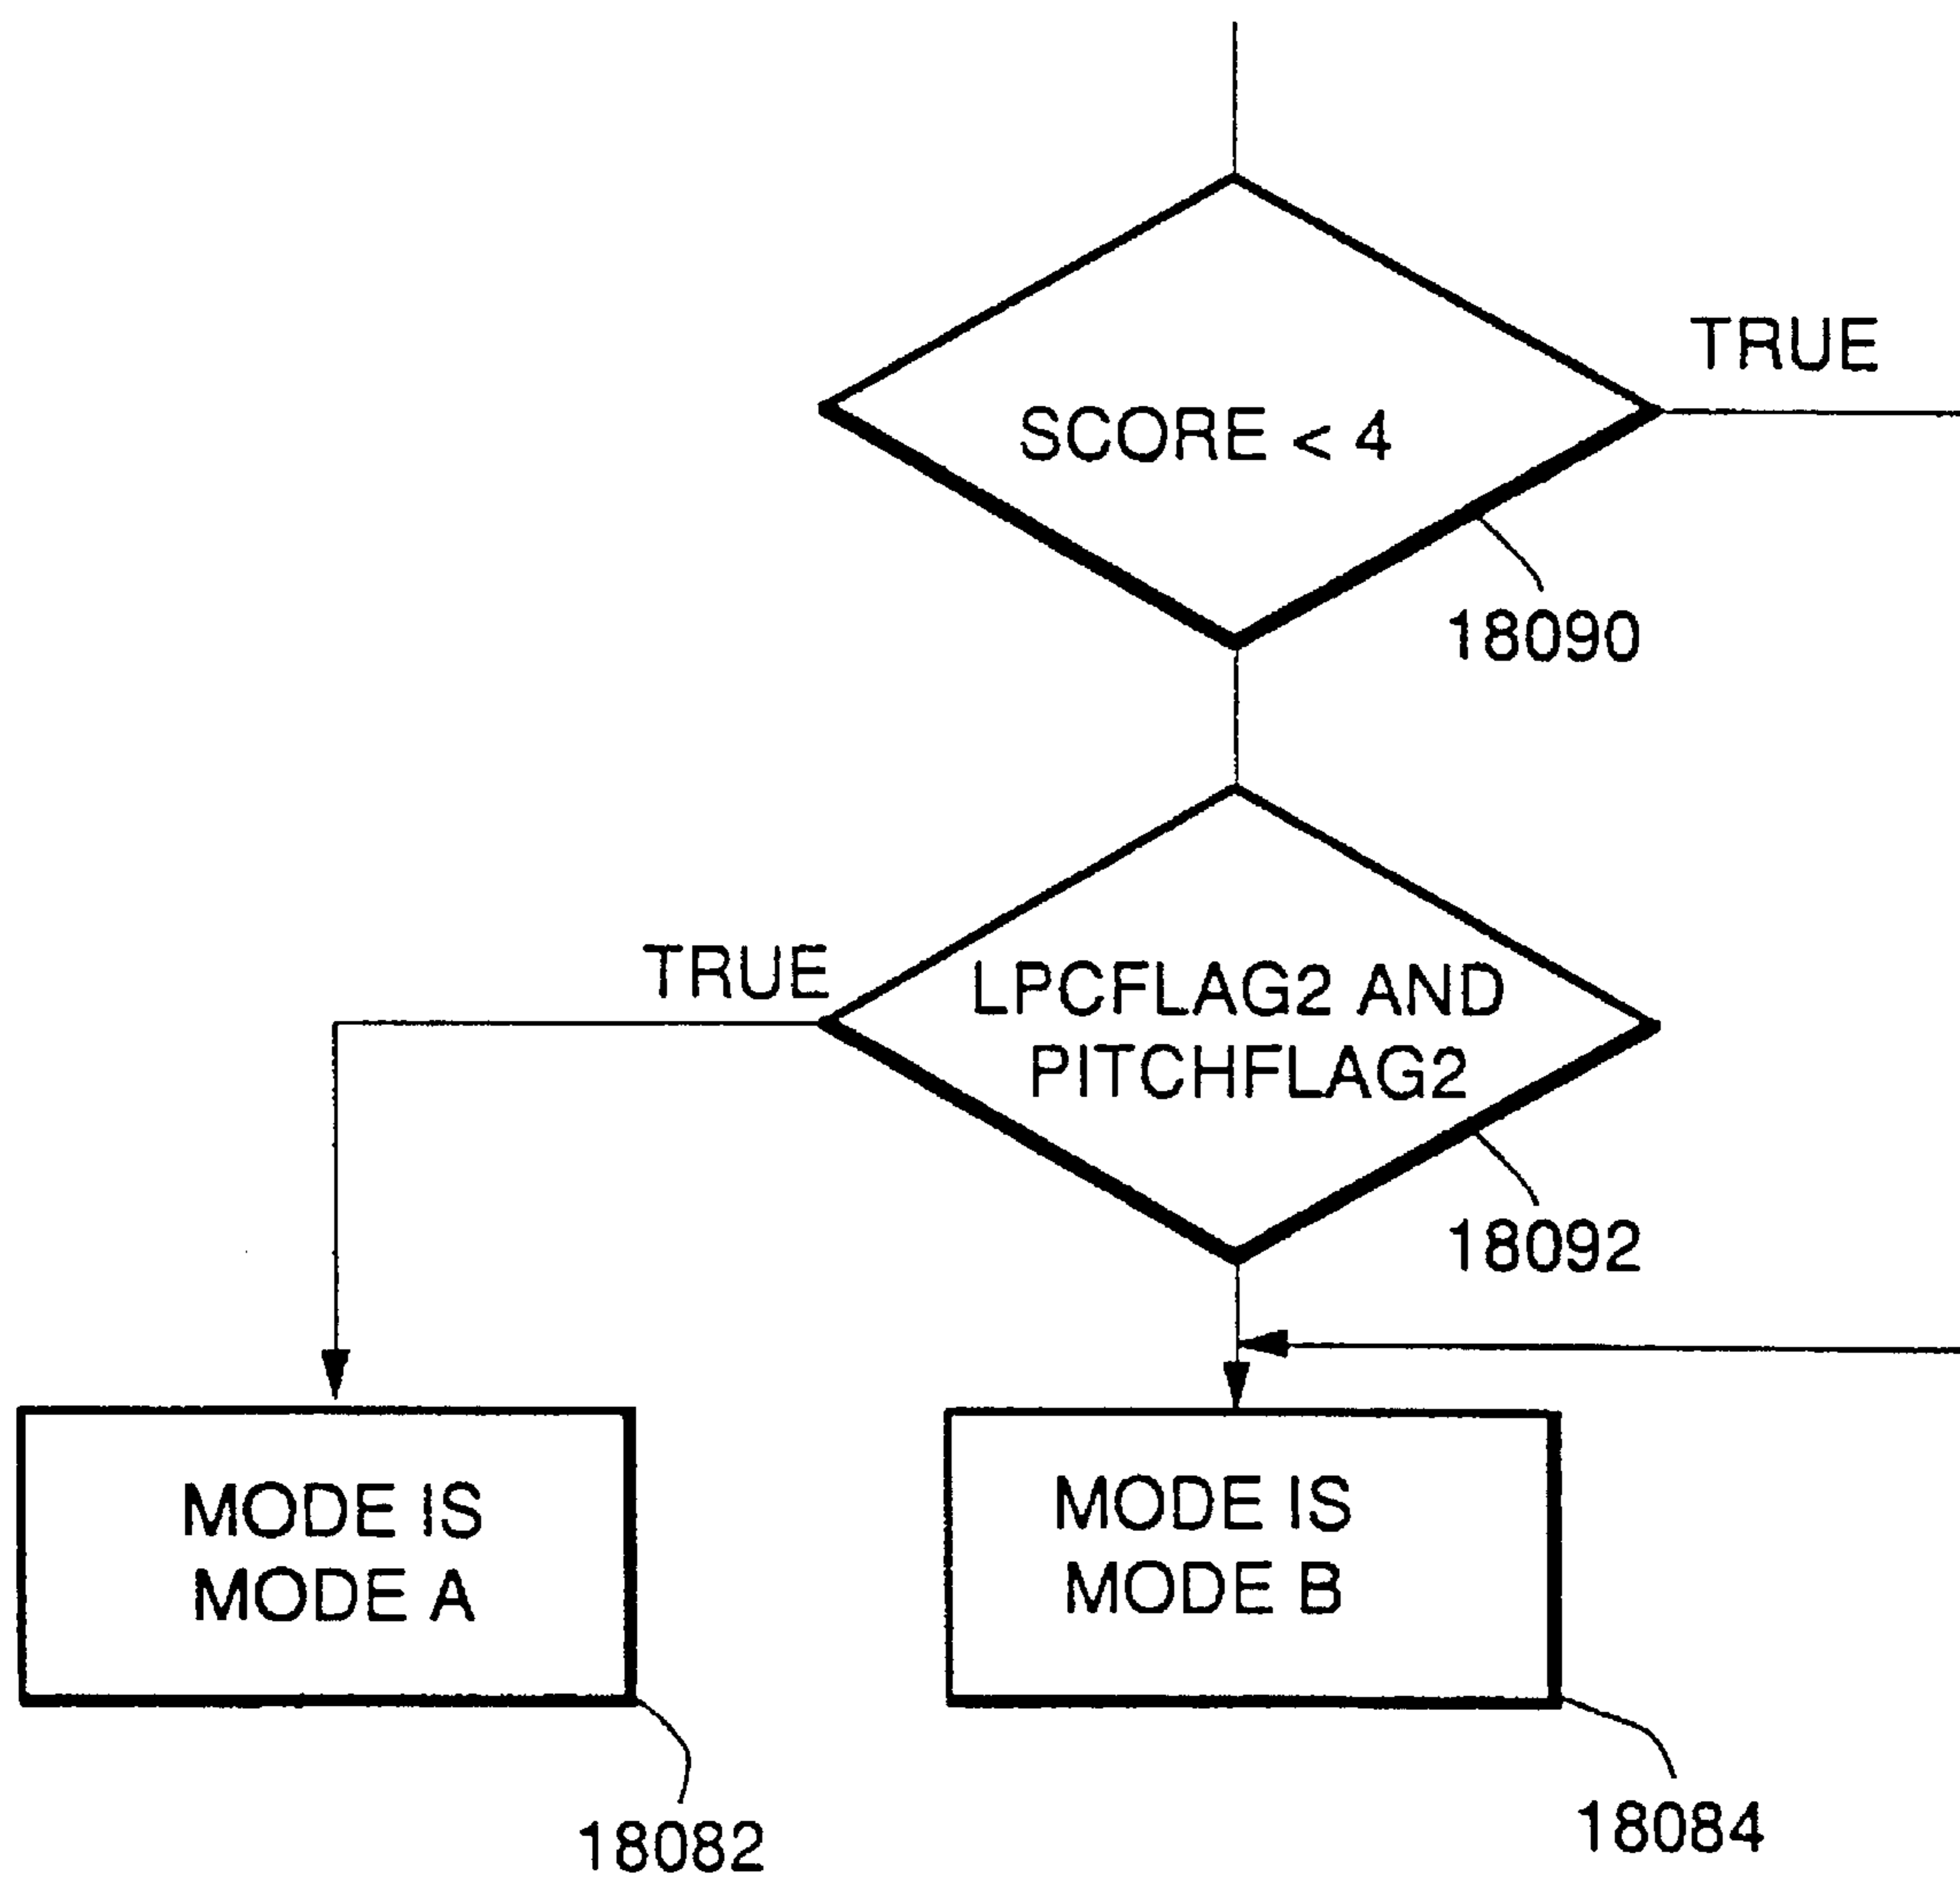 TRUE
SCORE < 4
18090
TRUE
LPCFLAG2 AND
PITCHFLAG2
18092
MODE IS
MODE A
MODE IS
MODE B
18082
18084